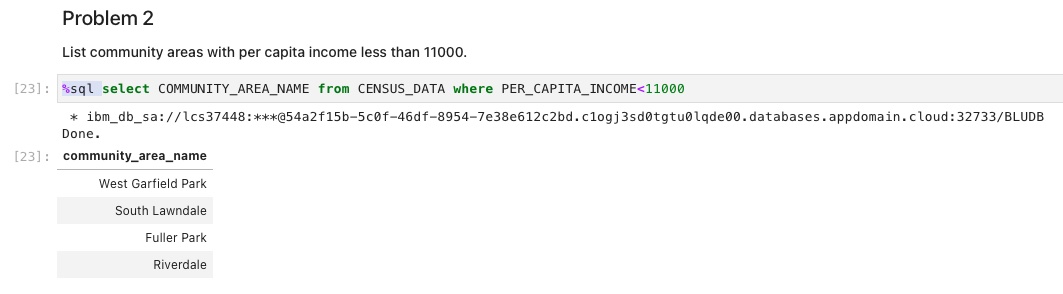 Problem 2
List community areas with per capita income less than 11000.
[23]: %sql select COMMUNITY_AREA_NAME from CENSUS_DATA where PER_CAPITA_INCOME<11000
* ibm_db_sa://lcs37448:***@54a2f15b-5c0f-46df-8954-7d38e612c2bd.c1ogj3sd0tgtu0lqde00.databases.appdomain.cloud:32733/BLUDB
Done.
[23]: community_area_name
West Garfield Park
South Lawndale
Fuller Park
Riverdale